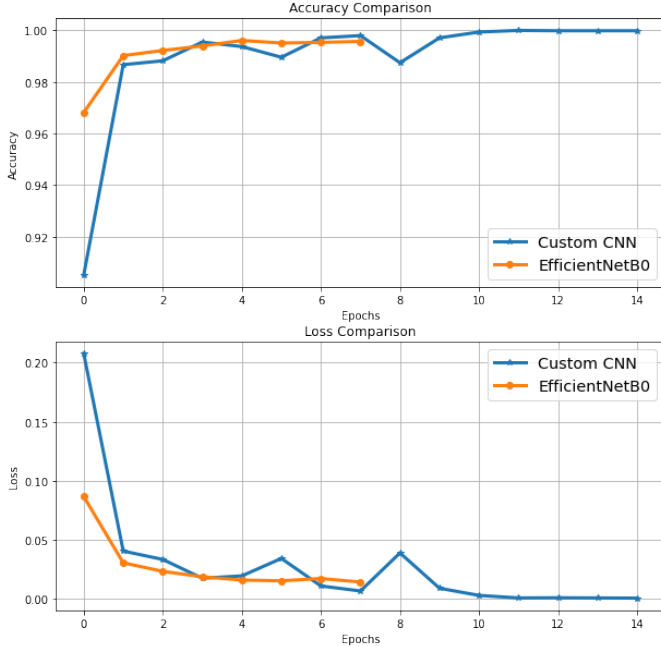 Accuracy Comparison
1.00
0.98
0.96
0.94
0.92
Accuracy
Custom CNN
EfficientNetB0
0 2 4 6 8 10 12 14
Epochs
Loss Comparison
0.20
0.15
0.10
0.05
0.00
Loss
Custom CNN
EfficientNetB0
0 2 4 6 8 10 12 14
Epochs